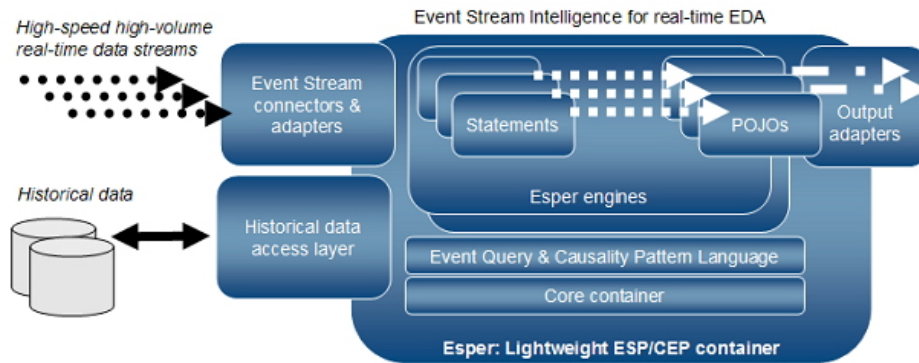 Event Stream Intelligence for real-time EDA
High-speed high-volume
real-time data streams
Event Stream
connectors &
adapters
Statements
POJOs
Output
adapters
Esper engines
Historical data
Historical data
access layer
Event Query & Causality Pattern Language
Core container
Esper: Lightweight ESP/CEP container